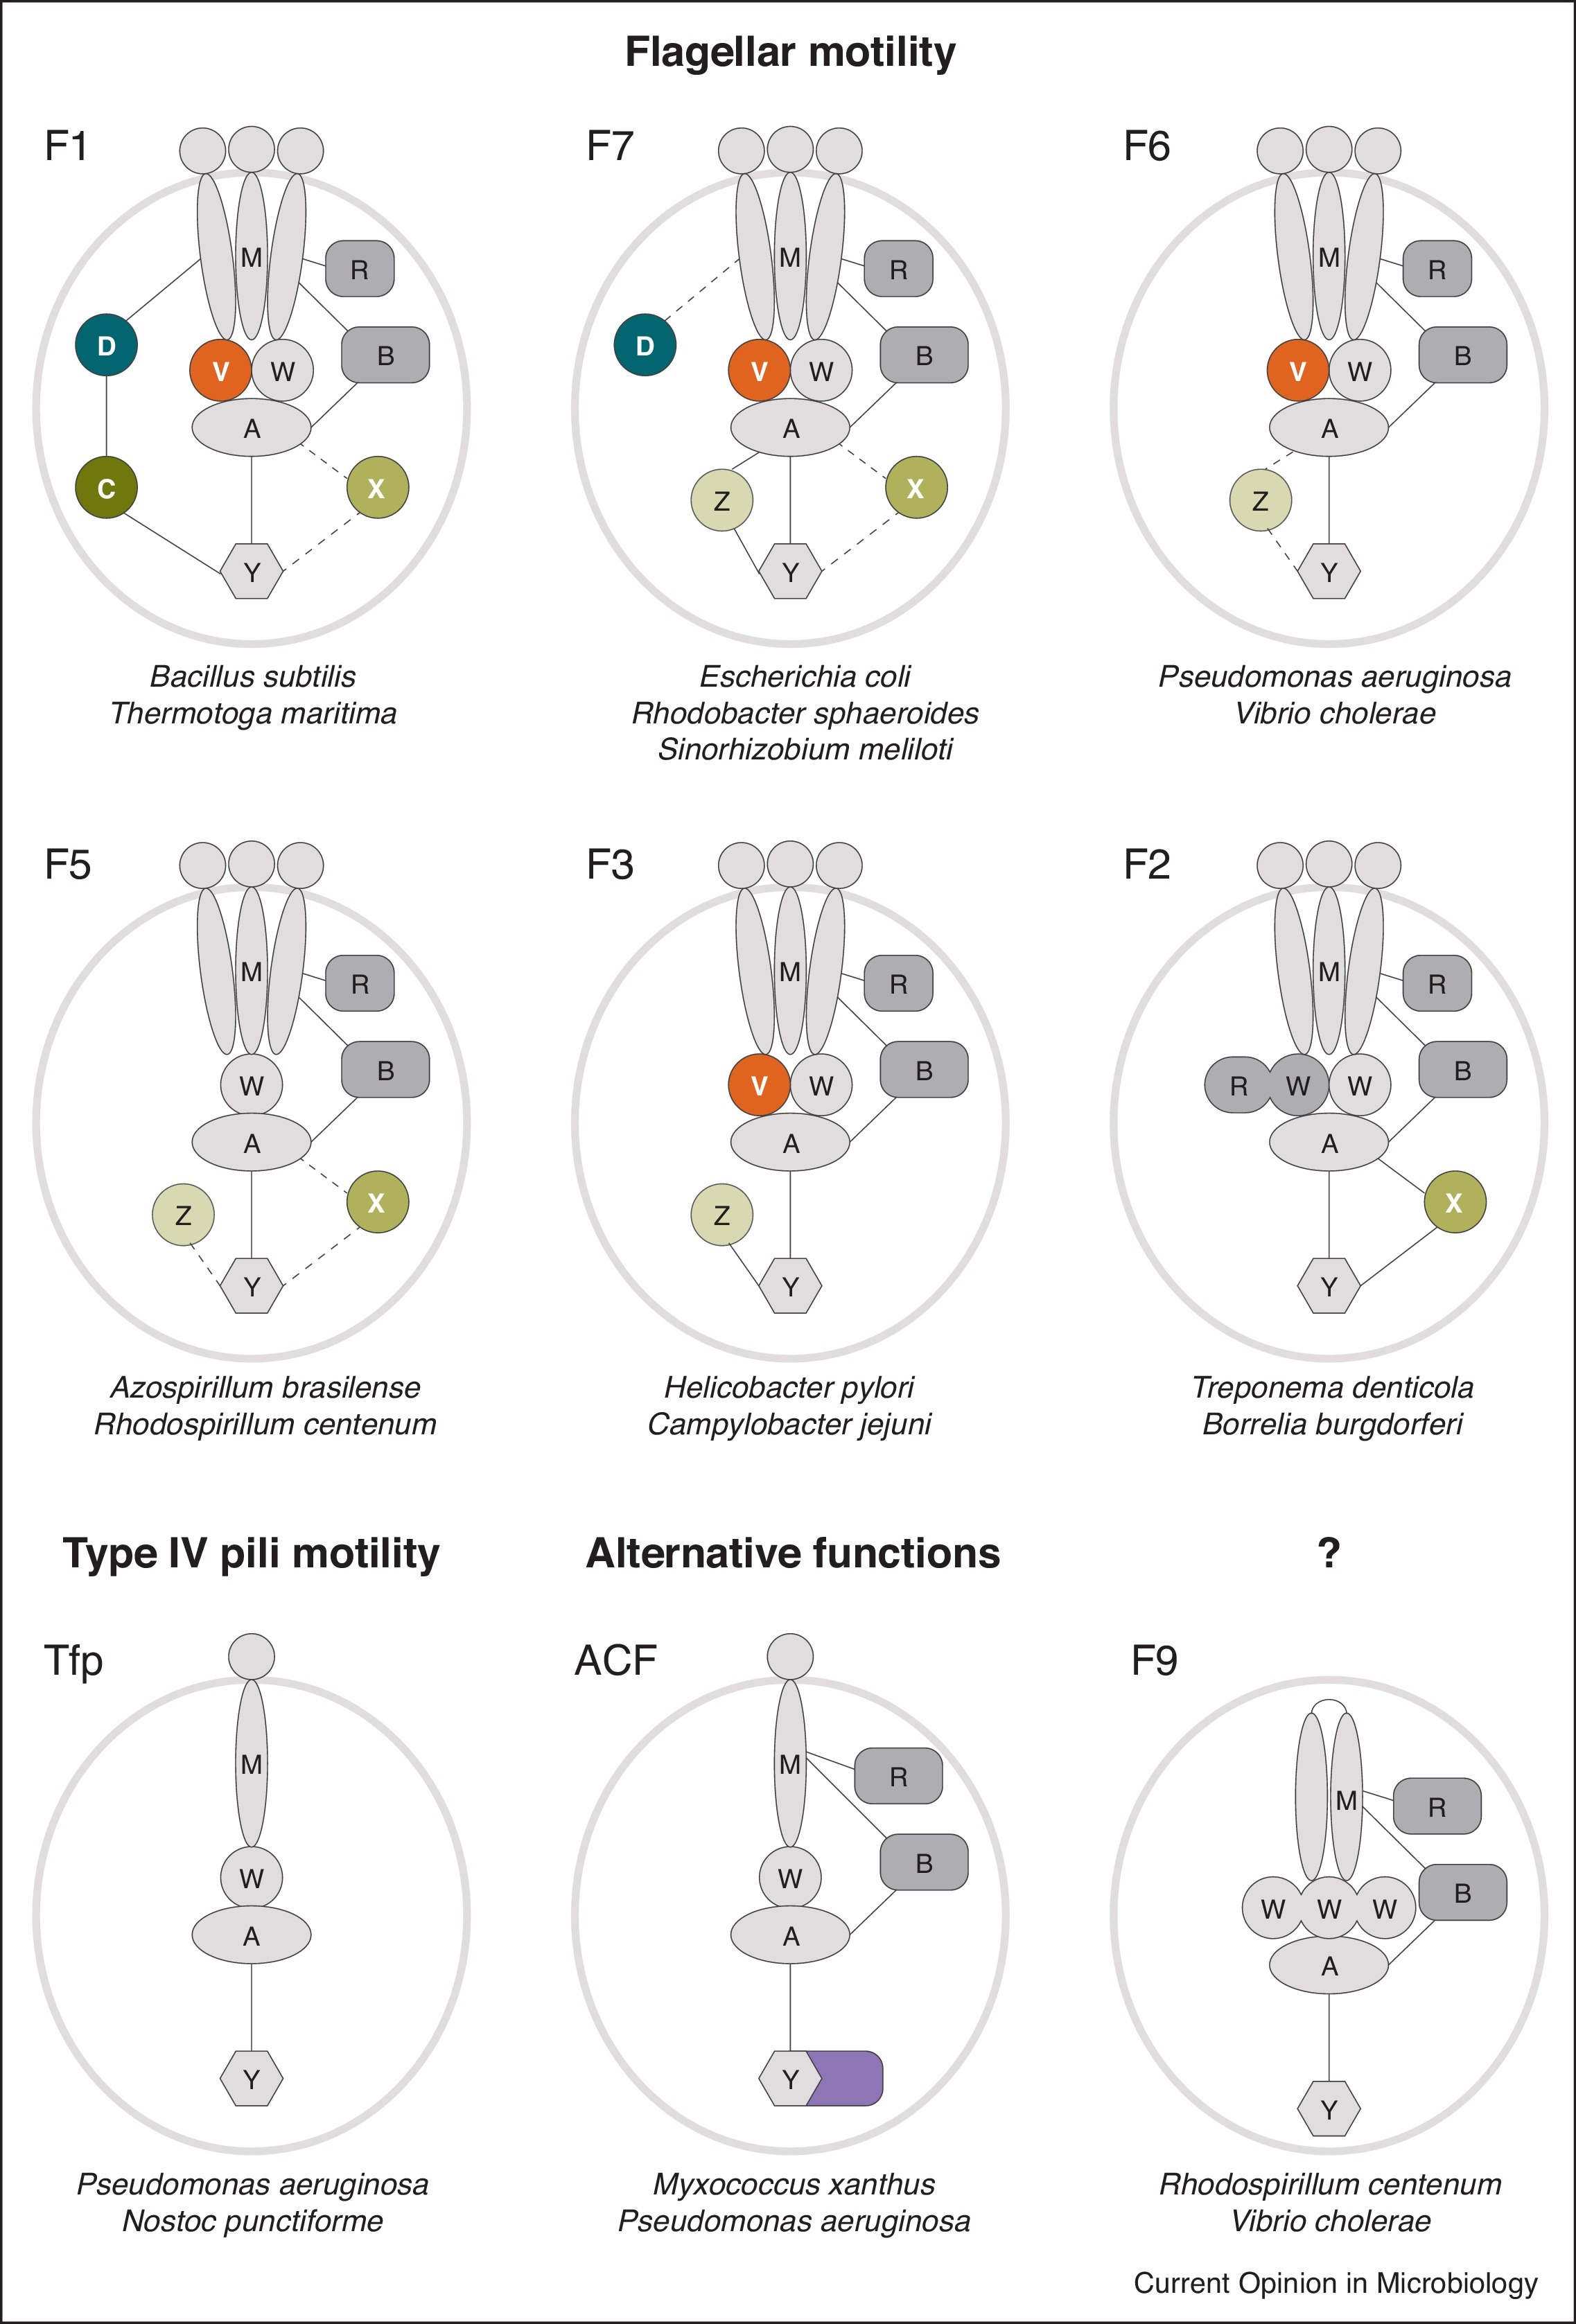 Flagellar motility
F1
F7
F6
M
R
D
B
V
W
A
C
X
Y
M
R
D
B
V
W
A
Z
X
Y
M
R
B
V
W
A
Z
Y
Bacillus subtilis
Thermotoga maritima
Escherichia coli
Rhodobacter sphaeroides
Sinorhizobium meliloti
Pseudomonas aeruginosa
Vibrio cholerae
F5
F3
F2
M
R
B
W
A
Z
X
Y
M
R
B
V
W
A
Z
Y
M
R
B
R
W
W
A
X
Y
Azospirillum brasilense
Rhodospirillum centenum
Helicobacter pylori
Campylobacter jejuni
Treponema denticola
Borrelia burgdorferi
Type IV pili motility
Alternative functions
?
Tfp
ACF
F9
M
W
A
Y
M
R
B
W
A
Y
M
R
B
W
W
W
A
Y
Pseudomonas aeruginosa
Nostoc punctiforme
Myxococcus xanthus
Pseudomonas aeruginosa
Rhodospirillum centenum
Vibrio cholerae
Current Opinion in Microbiology